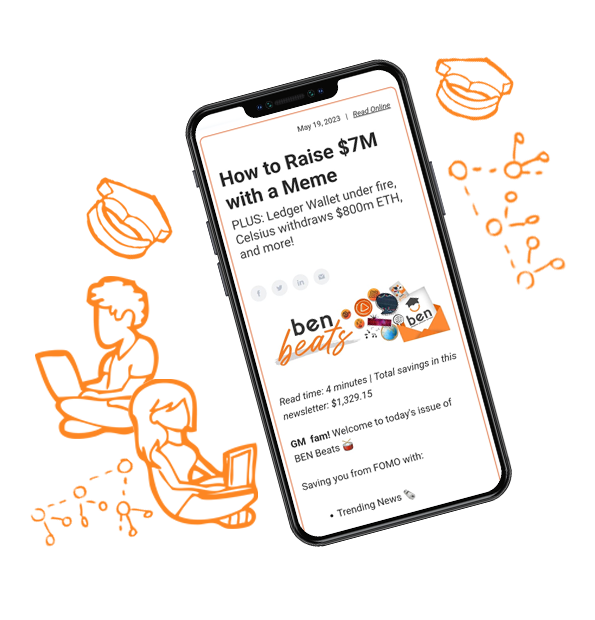 May 19, 2023 | Read Online
How to Raise $7M
with a Meme
PLUS: Ledger Wallet under fire,
Celsius withdraws $800m ETH,
and more!
ben
beats
ben
Read time: 4 minutes | Total savings in this
newsletter: $1,329.15
GM fam! Welcome to today's issue of
BEN Beats 🥁
Saving you from FOMO with:
• Trending News 🗞️